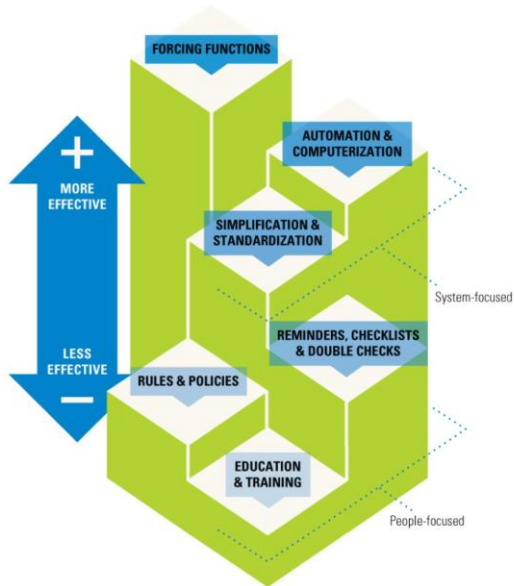 FORCING FUNCTIONS
AUTOMATION &
COMPUTERIZATION
+
MORE
EFFECTIVE
SIMPLIFICATION &
STANDARDIZATION
System-focused
REMINDERS, CHECKLISTS
& DOUBLE CHECKS
LESS
EFFECTIVE
−
RULES & POLICIES
EDUCATION
& TRAINING
People-focused